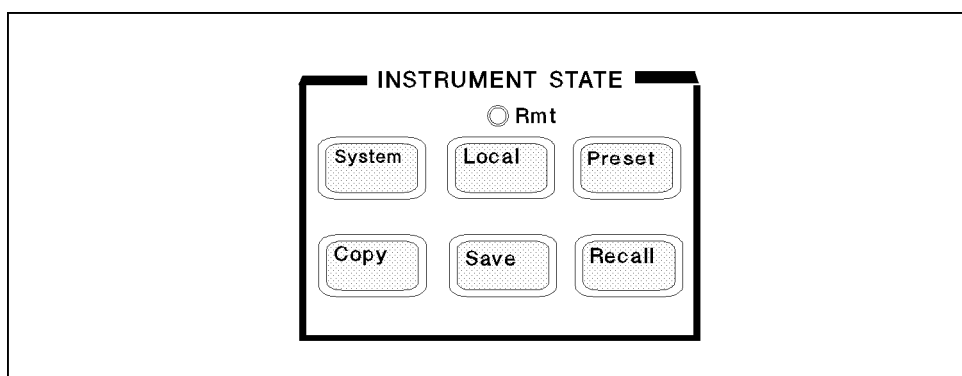 INSTRUMENT STATE
Rmt
System Local Preset
Copy Save Recall